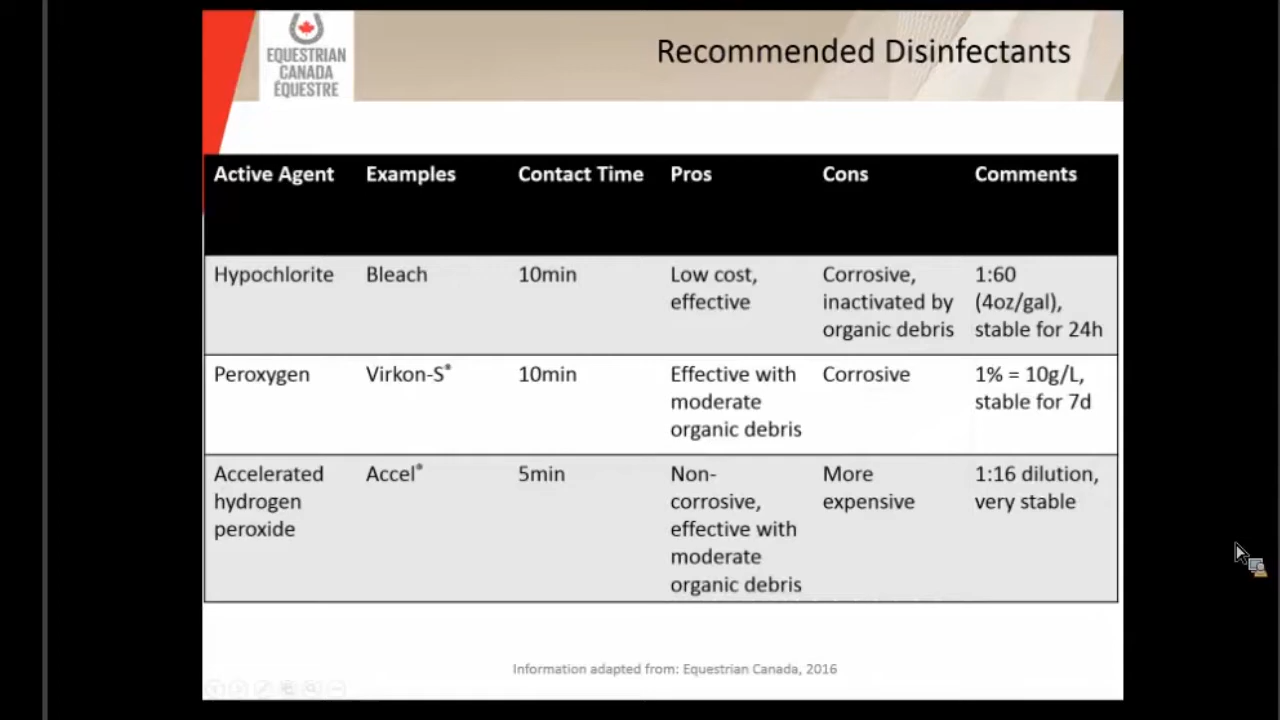 EQUESTRIAN
CANADA
ÉQUESTRE
Recommended Disinfectants
Active Agent Examples Contact Time Pros Cons Comments
Hypochlorite Bleach 10min Low cost, Corrosive, 1:60
effective inactivated by (4oz/gal),
organic debris stable for 24h
Peroxygen Virkon-S® 10min Effective with Corrosive 1% = 10g/L,
moderate stable for 7d
organic debris
Accelerated Accel® 5min Non- More 1:16 dilution,
hydrogen corrosive, expensive very stable
peroxide effective with
moderate
organic debris
Information adapted from: Equestrian Canada, 2016